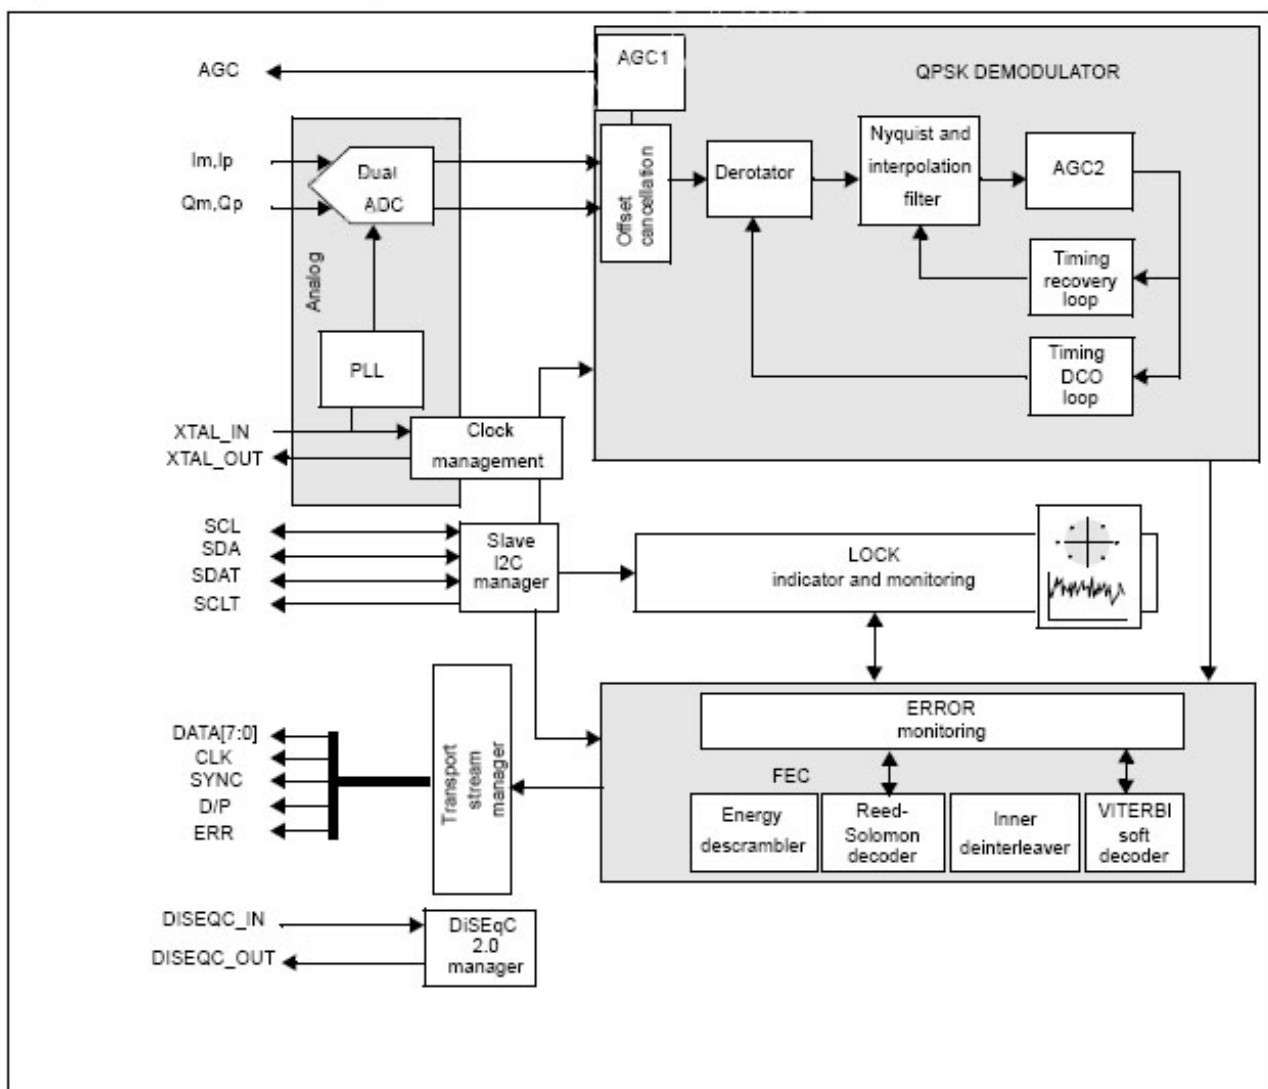 AGC
AGC1
QPSK DEMODULATOR
Im,Ip
Qm,Qp
Dual
ADC
Analog
PLL
Offset
cancellation
Derotator
Nyquist and
interpolation
filter
AGC2
Timing
recovery
loop
Timing
DCO
loop
XTAL_IN
XTAL_OUT
Clock
management
SCL
SDA
SDAT
SCLT
Slave
I2C
manager
LOCK
indicator and monitoring
DATA[7:0]
CLK
SYNC
D/P
ERR
Transport
stream
manager
ERROR
monitoring
FEC
Energy
descrambler
Reed-
Solomon
decoder
Inner
deinterleaver
VITERBI
soft
decoder
DISEQC_IN
DISEQC_OUT
DiSEqC
2.0
manager